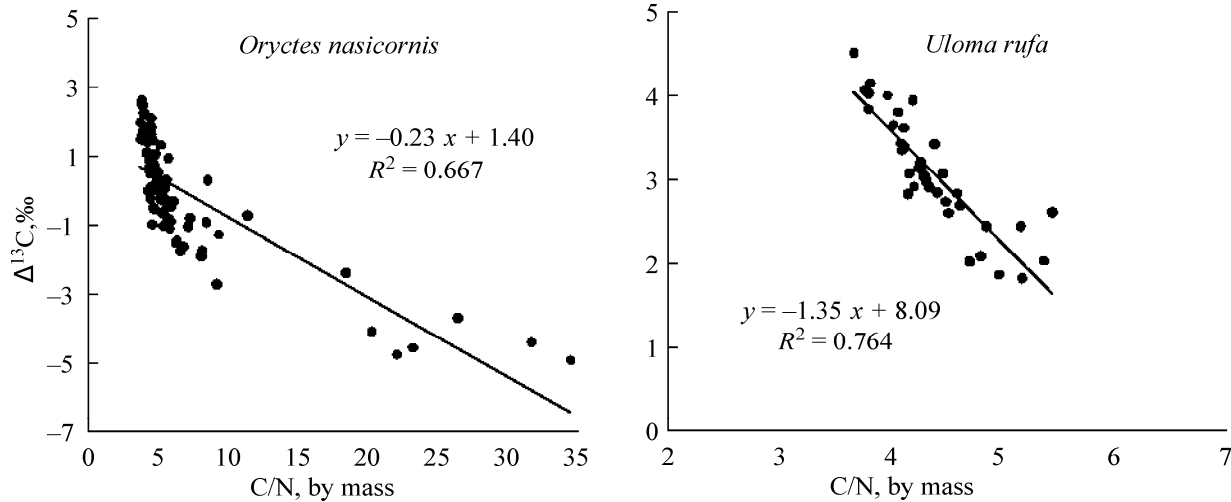 Oryctes nasicornis
y = –0.23 x + 1.40
R² = 0.667
Δ¹³C,‰
5
3
1
–1
–3
–5
–7
0 5 10 15 20 25 30 35
C/N, by mass
Uloma rufa
y = –1.35 x + 8.09
R² = 0.764
5
4
3
2
1
0
2 3 4 5 6 7
C/N, by mass